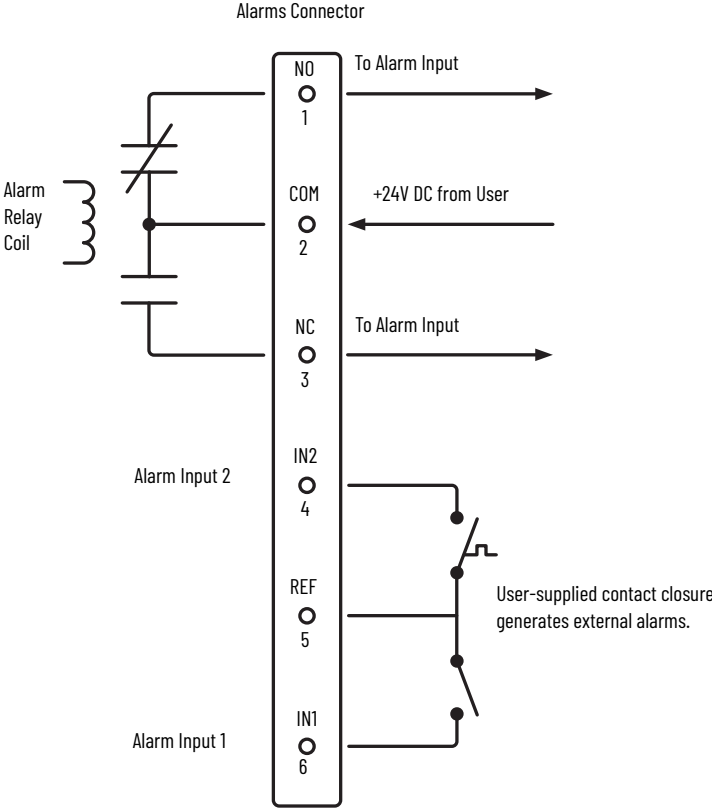 Alarms Connector
NO
To Alarm Input
1
Alarm
Relay
Coil
COM
+24V DC from User
2
NC
To Alarm Input
3
IN2
Alarm Input 2
4
REF
User-supplied contact closure
generates external alarms.
5
IN1
Alarm Input 1
6